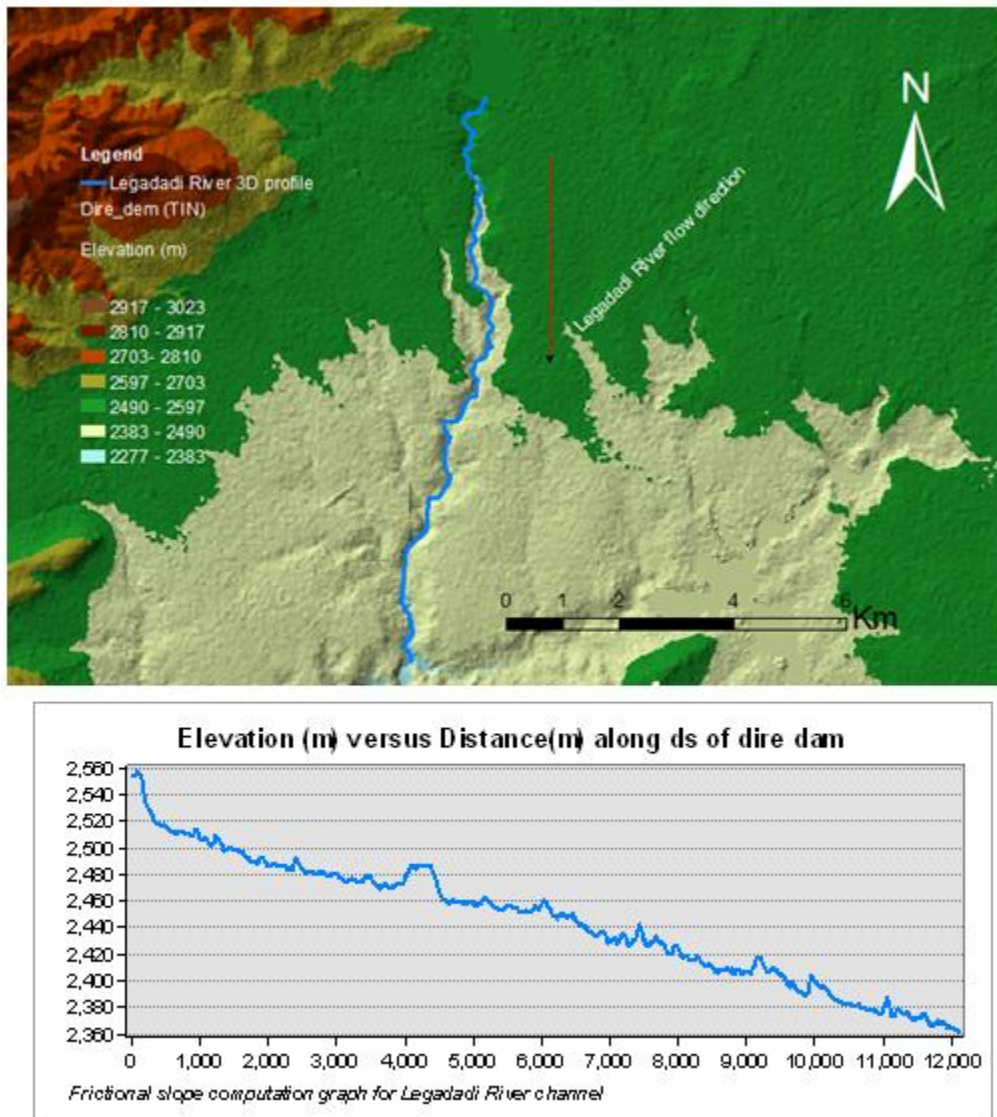 N
Legend
Legadadi River 3D profile
Dire_dem (TIN)
Elevation (m)
2917 - 3023
2810 - 2917
2703- 2810
2597 - 2703
2490 - 2597
2383 - 2490
2277 - 2383
Legadadi River flow direction
0 1 2 4 6 Km
Elevation (m) versus Distance(m) along ds of dire dam
2,560
2,540
2,520
2,500
2,480
2,460
2,440
2,420
2,400
2,380
2,360
0 1,000 2,000 3,000 4,000 5,000 6,000 7,000 8,000 9,000 10,000 11,000 12,000
Frictional slope computation graph for Legadadi River channel